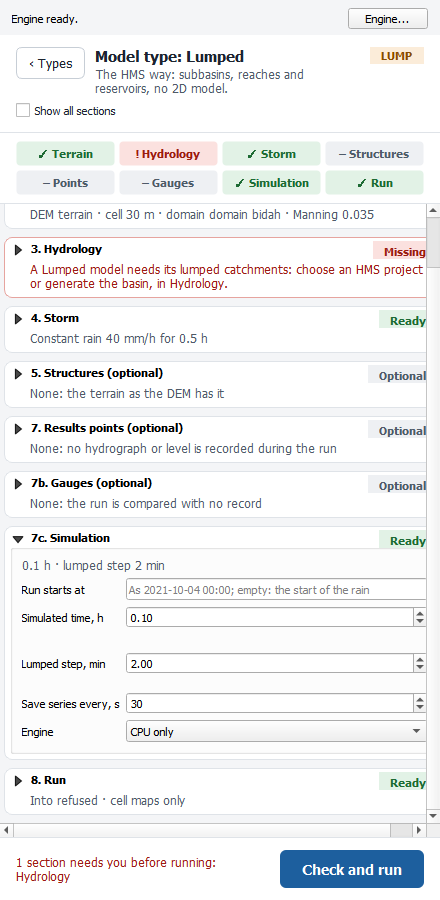 Engine ready.
Engine...
‹ Types
Model type: Lumped
LUMP
The HMS way: subbasins, reaches and
reservoirs, no 2D model.
Show all sections
✓ Terrain
! Hydrology
✓ Storm
– Structures
– Points
– Gauges
✓ Simulation
✓ Run
DEM terrain · cell 30 m · domain domain bidah · Manning 0.035
3. Hydrology
Missing
A Lumped model needs its lumped catchments: choose an HMS project
or generate the basin, in Hydrology.
4. Storm
Ready
Constant rain 40 mm/h for 0.5 h
5. Structures (optional)
Optional
None: the terrain as the DEM has it
7. Results points (optional)
Optional
None: no hydrograph or level is recorded during the run
7b. Gauges (optional)
Optional
None: the run is compared with no record
7c. Simulation
Ready
0.1 h · lumped step 2 min
Run starts at
As 2021-10-04 00:00; empty: the start of the rain
Simulated time, h
0.10
Lumped step, min
2.00
Save series every, s
30
Engine
CPU only
8. Run
Ready
Into refused · cell maps only
1 section needs you before running:
Hydrology
Check and run